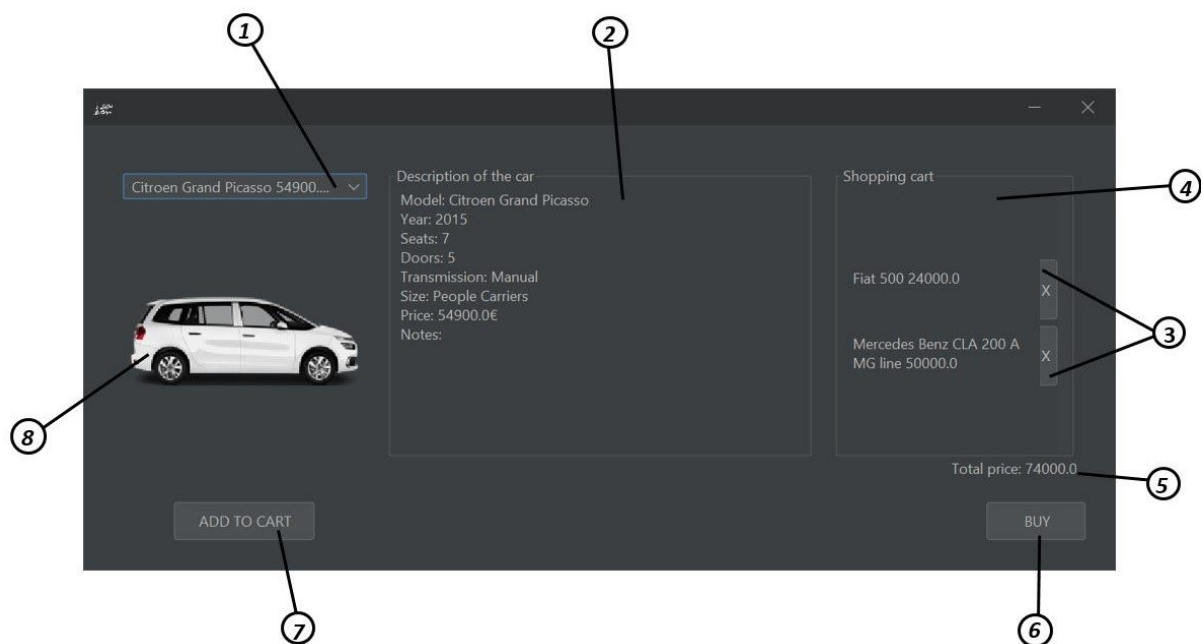 1
2
Citroen Grand Picasso 54900....
Description of the car
Shopping cart
4
Model: Citroen Grand Picasso
Year: 2015
Seats: 7
Doors: 5
Transmission: Manual
Size: People Carriers
Price: 54900.0€
Notes:
Fiat 500 24000.0
X
3
Mercedes Benz CLA 200 A
MG line 50000.0
X
8
Total price: 74000.0
5
ADD TO CART
BUY
7
6